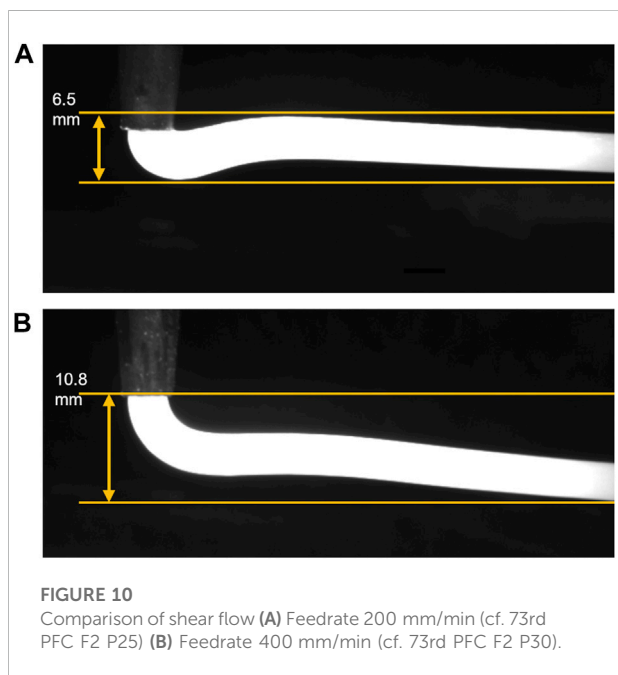 A
6.5
mm
B
10.8
mm
FIGURE 10
Comparison of shear flow (A) Feedrate 200 mm/min (cf. 73rd
PFC F2 P25) (B) Feedrate 400 mm/min (cf. 73rd PFC F2 P30).